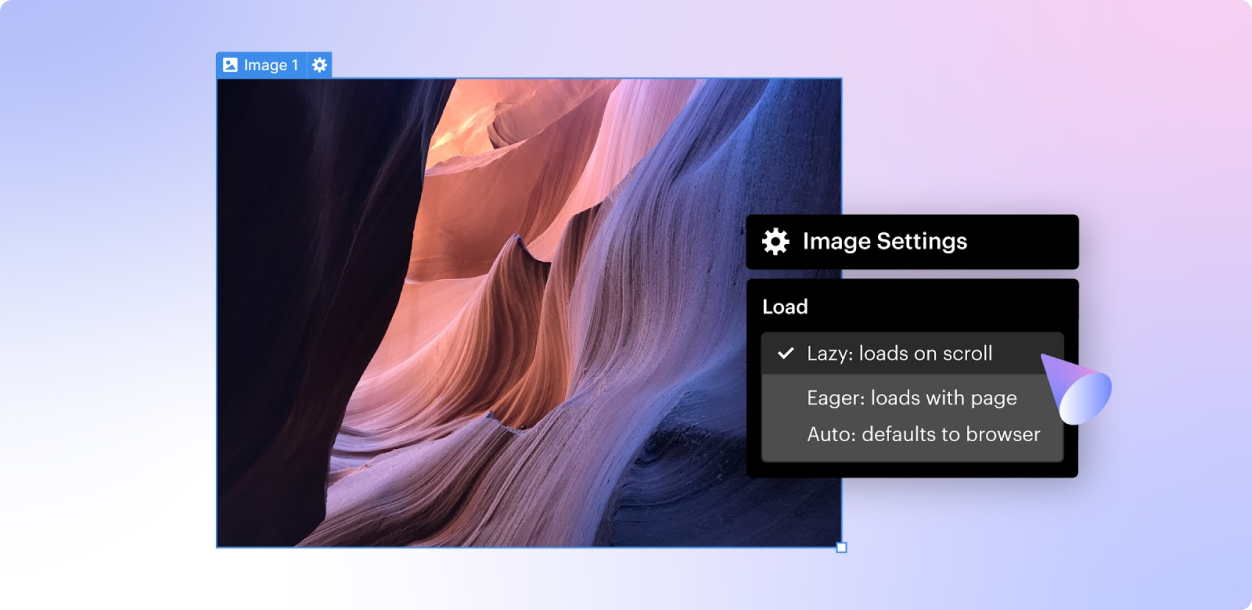 Image 1
Image Settings
Load
Lazy: loads on scroll
Eager: loads with page
Auto: defaults to browser